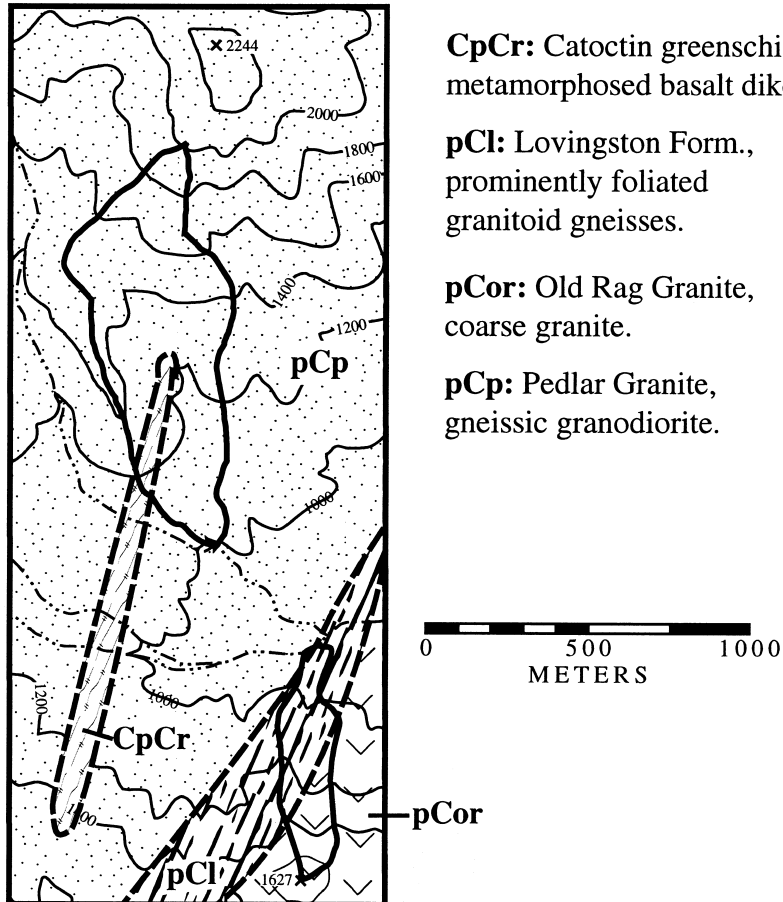 2244
2000
1800
1600
1400
1200
pCp
1000
1200
1000
CpCr
pCl
1627
pCor
CpCr: Catoctin greenschi
metamorphosed basalt dik
pCl: Lovingston Form.,
prominently foliated
granitoid gneisses.
pCor: Old Rag Granite,
coarse granite.
pCp: Pedlar Granite,
gneissic granodiorite.
0 500 1000
METERS